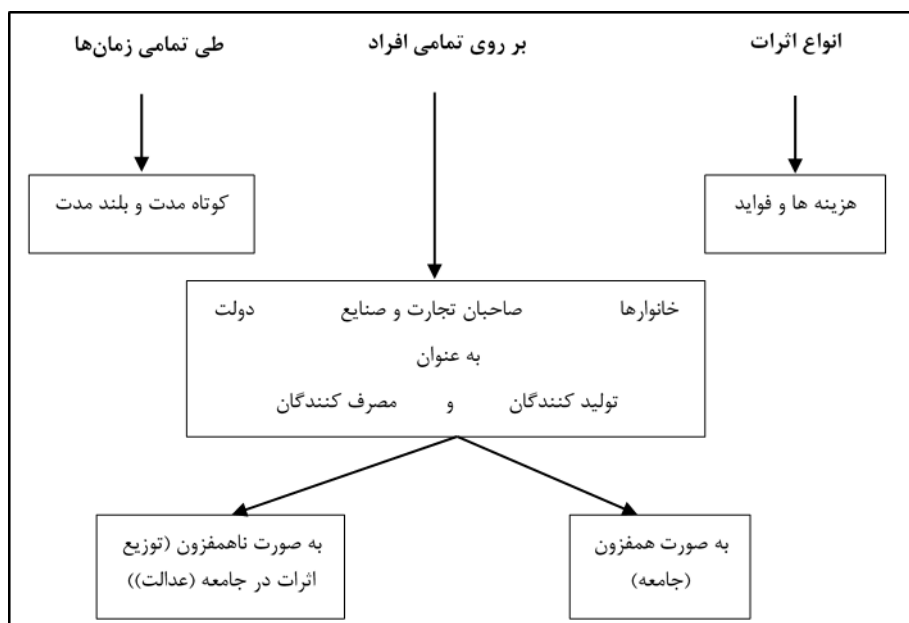 انواع اثرات
بر روی تمامی افراد
طی تمامی زمان‌ها
هزینه ها و فواید
کوتاه مدت و بلند مدت
خانوارها صاحبان تجارت و صنایع دولت
به عنوان
تولید کنندگان و مصرف کنندگان
به صورت همفزون
(جامعه)
به صورت ناهمفزون (توزیع
اثرات در جامعه (عدالت))